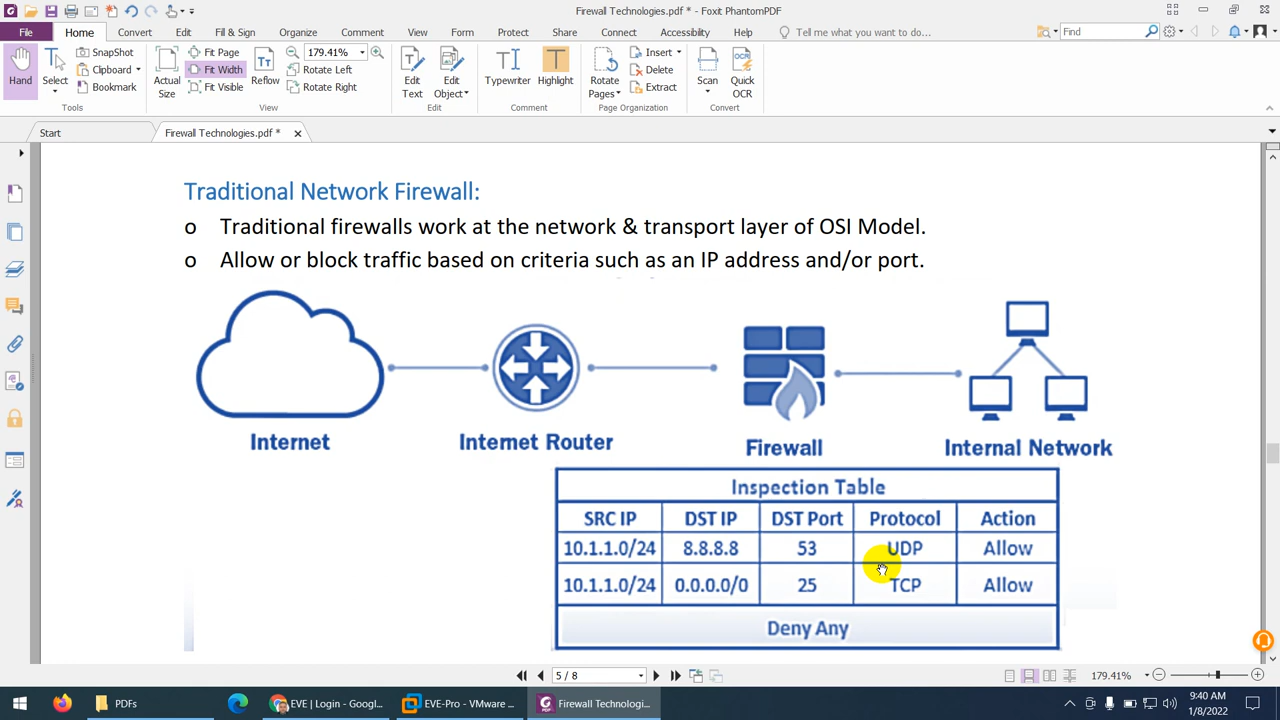 Firewall Technologies.pdf * - Foxit PhantomPDF
File Home Convert Edit Fill & Sign Organize Comment View Form Protect Share Connect Accessibility Help Tell me what you want to do... Find
Hand
Select
SnapShot
Clipboard
Bookmark
Tools
Actual Size
Fit Page
Fit Width
Fit Visible
Reflow
179.41%
Rotate Left
Rotate Right
View
Edit Text
Edit Object
Edit
Typewriter
Highlight
Comment
Rotate Pages
Insert
Delete
Extract
Page Organization
Scan
Quick OCR
Convert
Start Firewall Technologies.pdf *
Traditional Network Firewall:
o Traditional firewalls work at the network & transport layer of OSI Model.
o Allow or block traffic based on criteria such as an IP address and/or port.
Internet Internet Router Firewall Internal Network
Inspection Table
SRC IP DST IP DST Port Protocol Action
10.1.1.0/24 8.8.8.8 53 UDP Allow
10.1.1.0/24 0.0.0.0/0 25 TCP Allow
Deny Any
5 / 8 179.41%
PDFs EVE | Login - Googl... EVE-Pro - VMware ... Firewall Technologi...
9:40 AM
1/8/2022